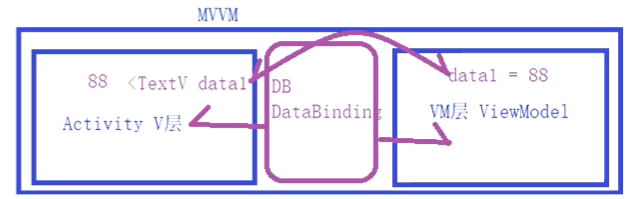 MVVM
88 <TextV data1
Activity V层
DB
DataBinding
data1 = 88
VM层 ViewModel